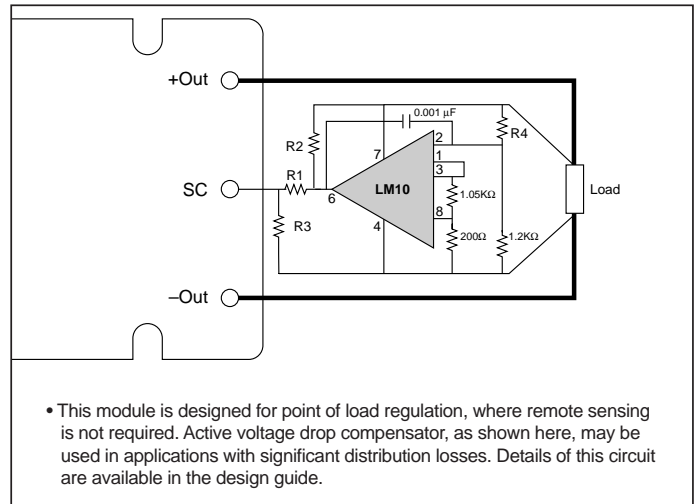 +Out
0.001 µF
R2
R4
7
2
1
3
R1
SC
6
LM10
1.05KΩ
Load
R3
4
8
200Ω
1.2KΩ
–Out
• This module is designed for point of load regulation, where remote sensing
is not required. Active voltage drop compensator, as shown here, may be
used in applications with significant distribution losses. Details of this circuit
are available in the design guide.